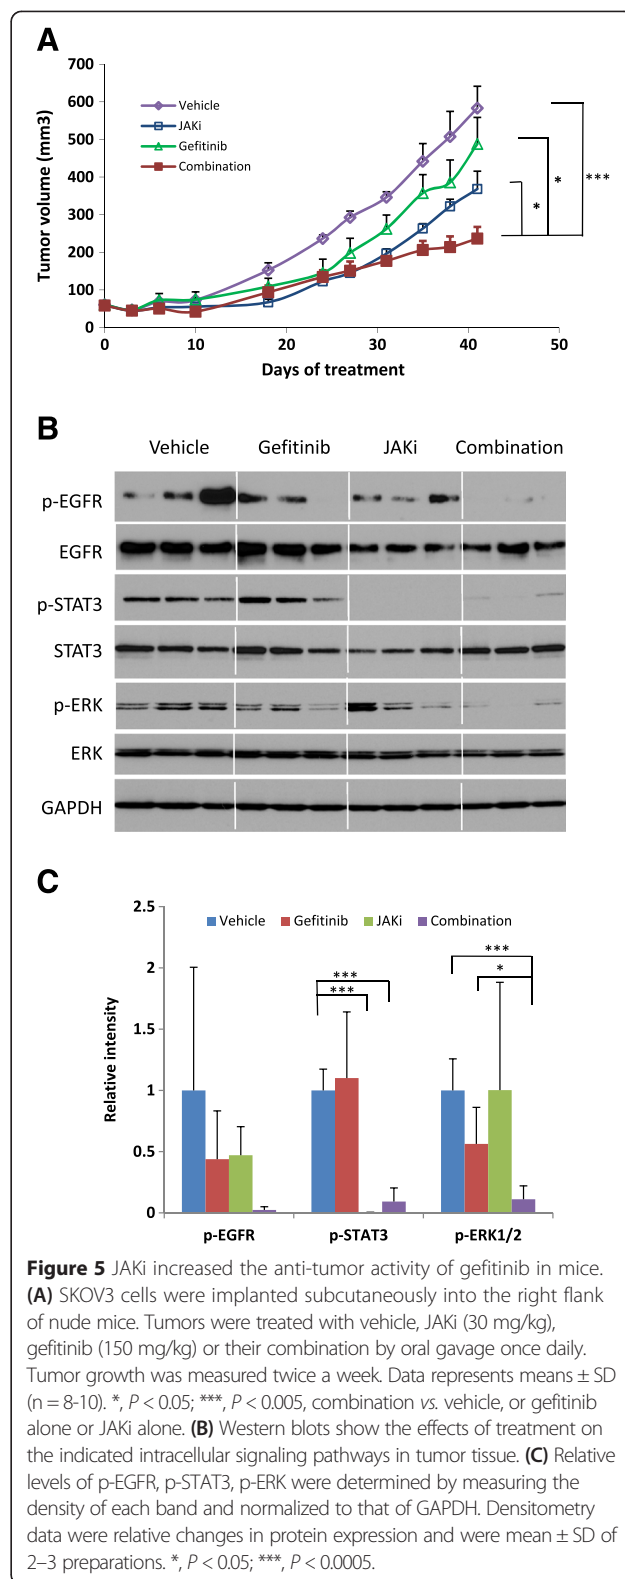 A
700
600
500
400
300
200
100
0
Tumor volume (mm3)
Vehicle
JAKi
Gefitinib
Combination
*
*
***
0 10 20 30 40 50
Days of treatment
B
Vehicle Gefitinib JAKi Combination
p-EGFR
EGFR
p-STAT3
STAT3
p-ERK
ERK
GAPDH
C
2.5
2
1.5
1
0.5
0
Relative intensity
Vehicle Gefitinib JAKi Combination
***
***
***
*
p-EGFR p-STAT3 p-ERK1/2
Figure 5 JAKi increased the anti-tumor activity of gefitinib in mice.
(A) SKOV3 cells were implanted subcutaneously into the right flank
of nude mice. Tumors were treated with vehicle, JAKi (30 mg/kg),
gefitinib (150 mg/kg) or their combination by oral gavage once daily.
Tumor growth was measured twice a week. Data represents means ± SD
(n = 8-10). *, P < 0.05; ***, P < 0.005, combination vs. vehicle, or gefitinib
alone or JAKi alone. (B) Western blots show the effects of treatment on
the indicated intracellular signaling pathways in tumor tissue. (C) Relative
levels of p-EGFR, p-STAT3, p-ERK were determined by measuring the
density of each band and normalized to that of GAPDH. Densitometry
data were relative changes in protein expression and were mean ± SD of
2–3 preparations. *, P < 0.05; ***, P < 0.0005.